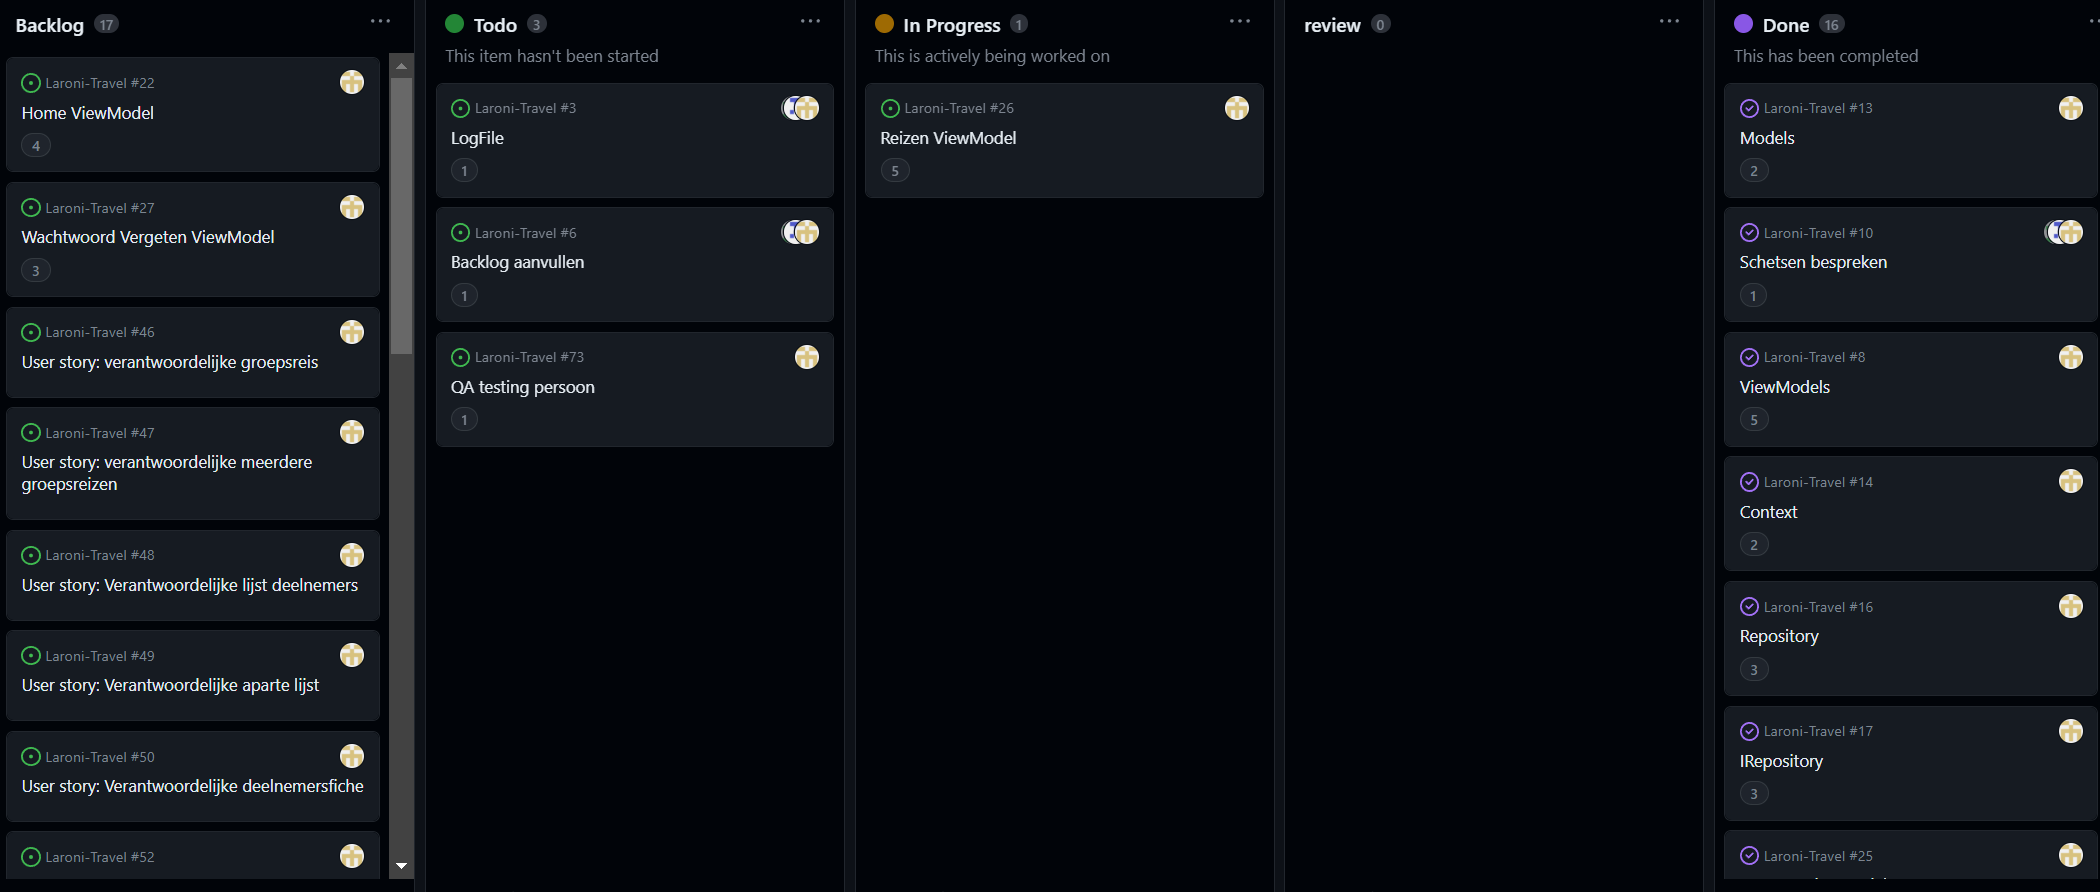 Backlog 17
Laroni-Travel #22
Home ViewModel
4
Laroni-Travel #27
Wachtwoord Vergeten ViewModel
3
Laroni-Travel #46
User story: verantwoordelijke groepsreis
Laroni-Travel #47
User story: verantwoordelijke meerdere
groepsreizen
Laroni-Travel #48
User story: Verantwoordelijke lijst deelnemers
Laroni-Travel #49
User story: Verantwoordelijke aparte lijst
Laroni-Travel #50
User story: Verantwoordelijke deelnemersfiche
Laroni-Travel #52
Todo 3
This item hasn't been started
Laroni-Travel #3
LogFile
1
Laroni-Travel #6
Backlog aanvullen
1
Laroni-Travel #73
QA testing persoon
1
In Progress 1
This is actively being worked on
Laroni-Travel #26
Reizen ViewModel
5
review 0
Done 16
This has been completed
Laroni-Travel #13
Models
2
Laroni-Travel #10
Schetsen bespreken
1
Laroni-Travel #8
ViewModels
5
Laroni-Travel #14
Context
2
Laroni-Travel #16
Repository
3
Laroni-Travel #17
IRepository
3
Laroni-Travel #25